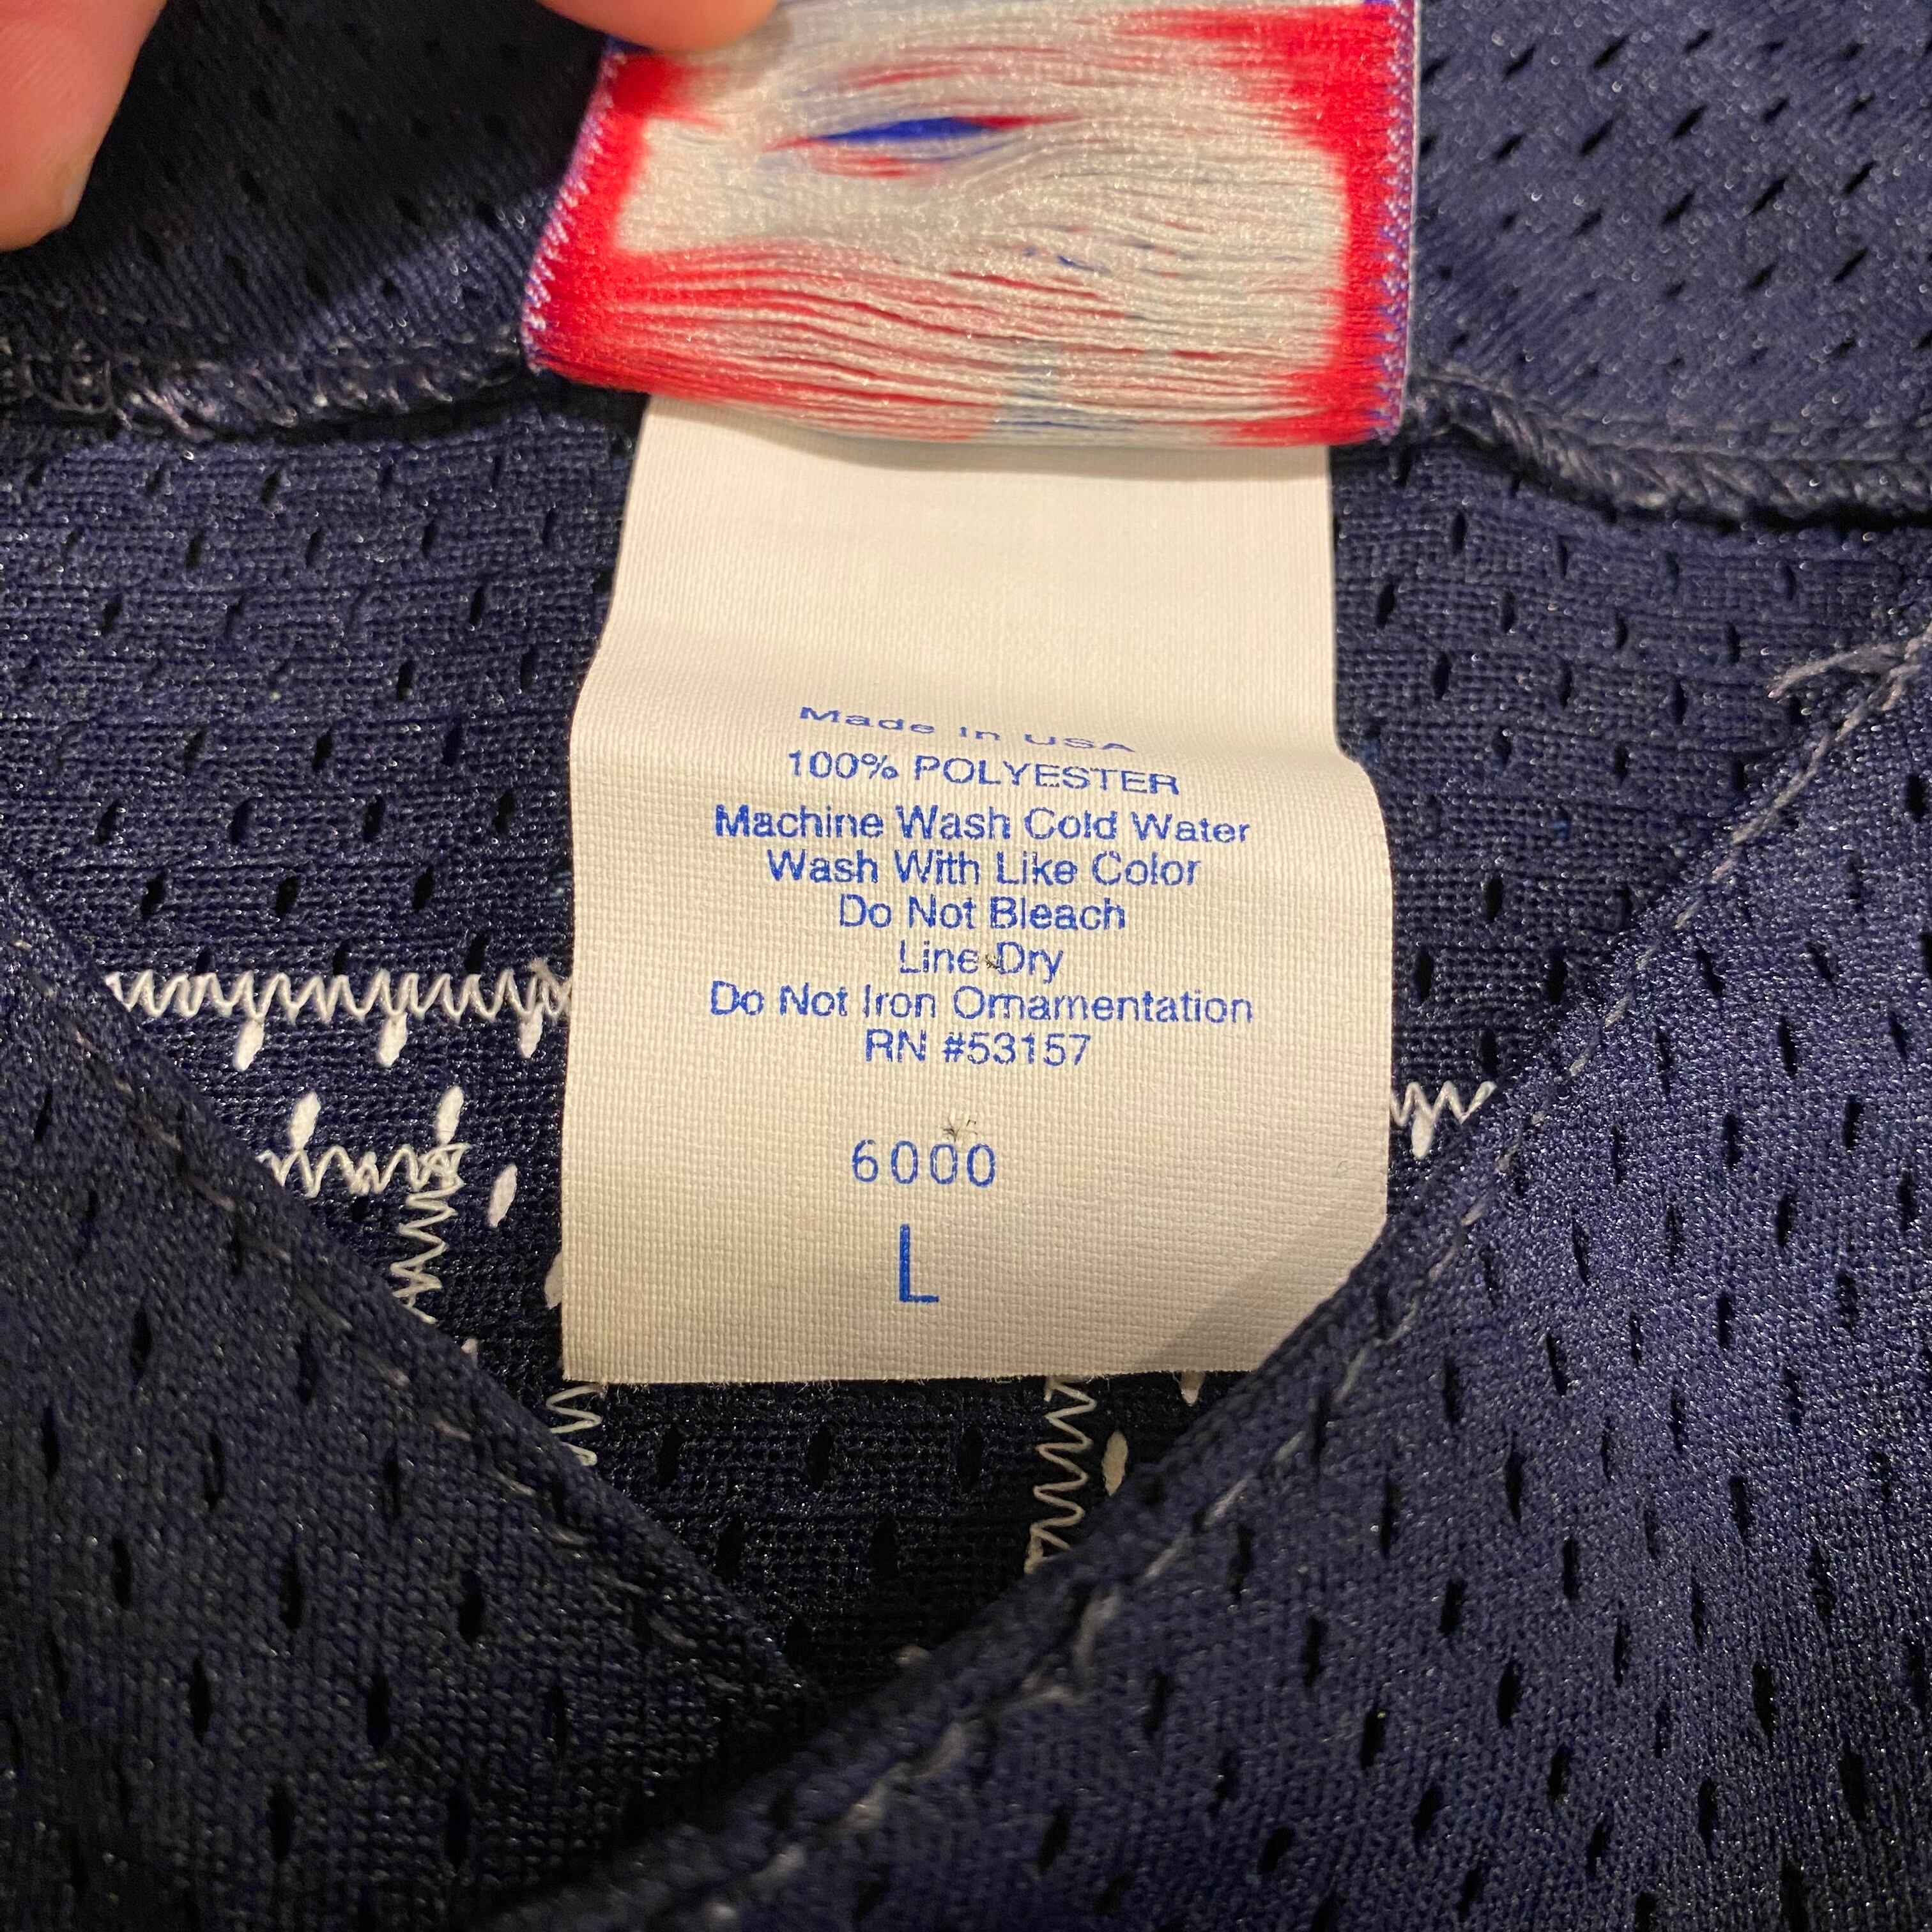 Made in USA
100% POLYESTER
Machine Wash Cold Water
Wash With Like Color
Do Not Bleach
Line Dry
Do Not Iron Ornamentation
RN #53157
6000
L